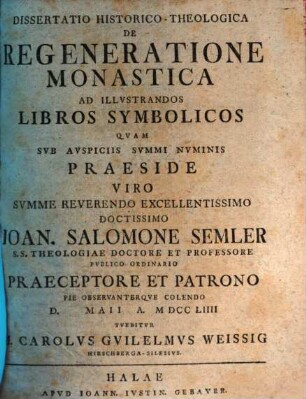 DISSERTATIO HISTORICO-THEOLOGICA
DE
REGENERATIONE
MONASTICA
AD ILLVSTRANDOS
LIBROS SYMBOLICOS
QVAM
SVB AVSPICIIS SVMMI NVMINIS
PRAESIDE
VIRO
SVMME REVERENDO EXCELLENTISSIMO
DOCTISSIMO
IOAN. SALOMONE SEMLER
S.S. THEOLOGIAE DOCTORE ET PROFESSORE
PVBLICO ORDINARIO
PRAECEPTORE ET PATRONO
PIE OBSERVANTERQVE COLENDO
D. MAII A. MDCCLIIII
TVEBITVR
CAROLVS GVILELMVS WEISSIG
HIRSCHBERGA-SILESIVS.
HALAE
APVD IOANN. IVSTIN. GEBAVER.